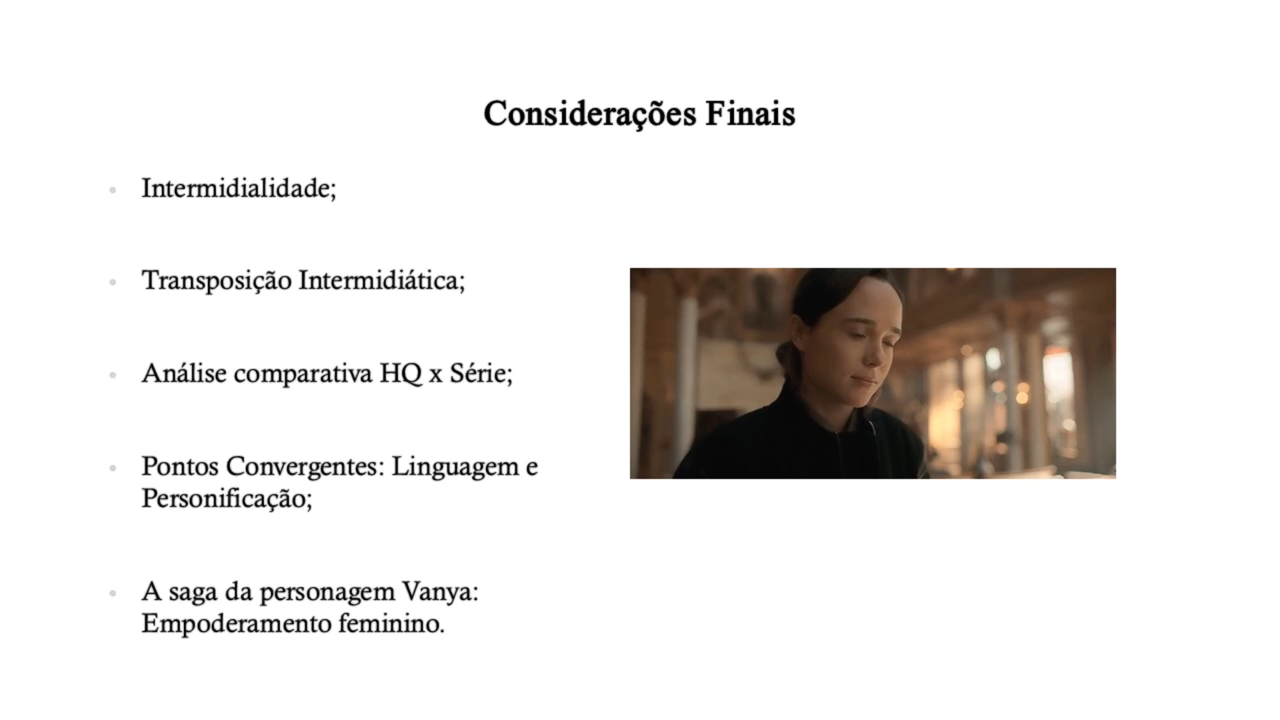 Considerações Finais
Intermidialidade;
Transposição Intermidiática;
Análise comparativa HQ x Série;
Pontos Convergentes: Linguagem e
Personificação;
A saga da personagem Vanya:
Empoderamento feminino.